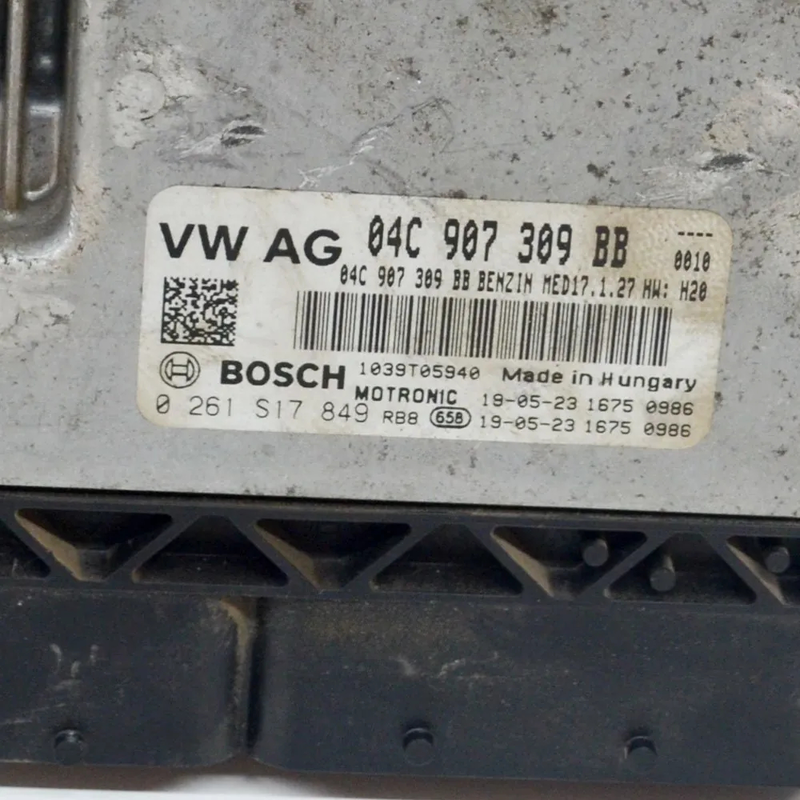 VW AG 04C 907 309 BB ----
0010
04C 907 309 BB BENZIN MED17.1.27 HW: H20
BOSCH 1039T05940 Made in Hungary
MOTRONIC 19-05-23 1675 0986
0 261 S17 849 RB8 658 19-05-23 1675 0986